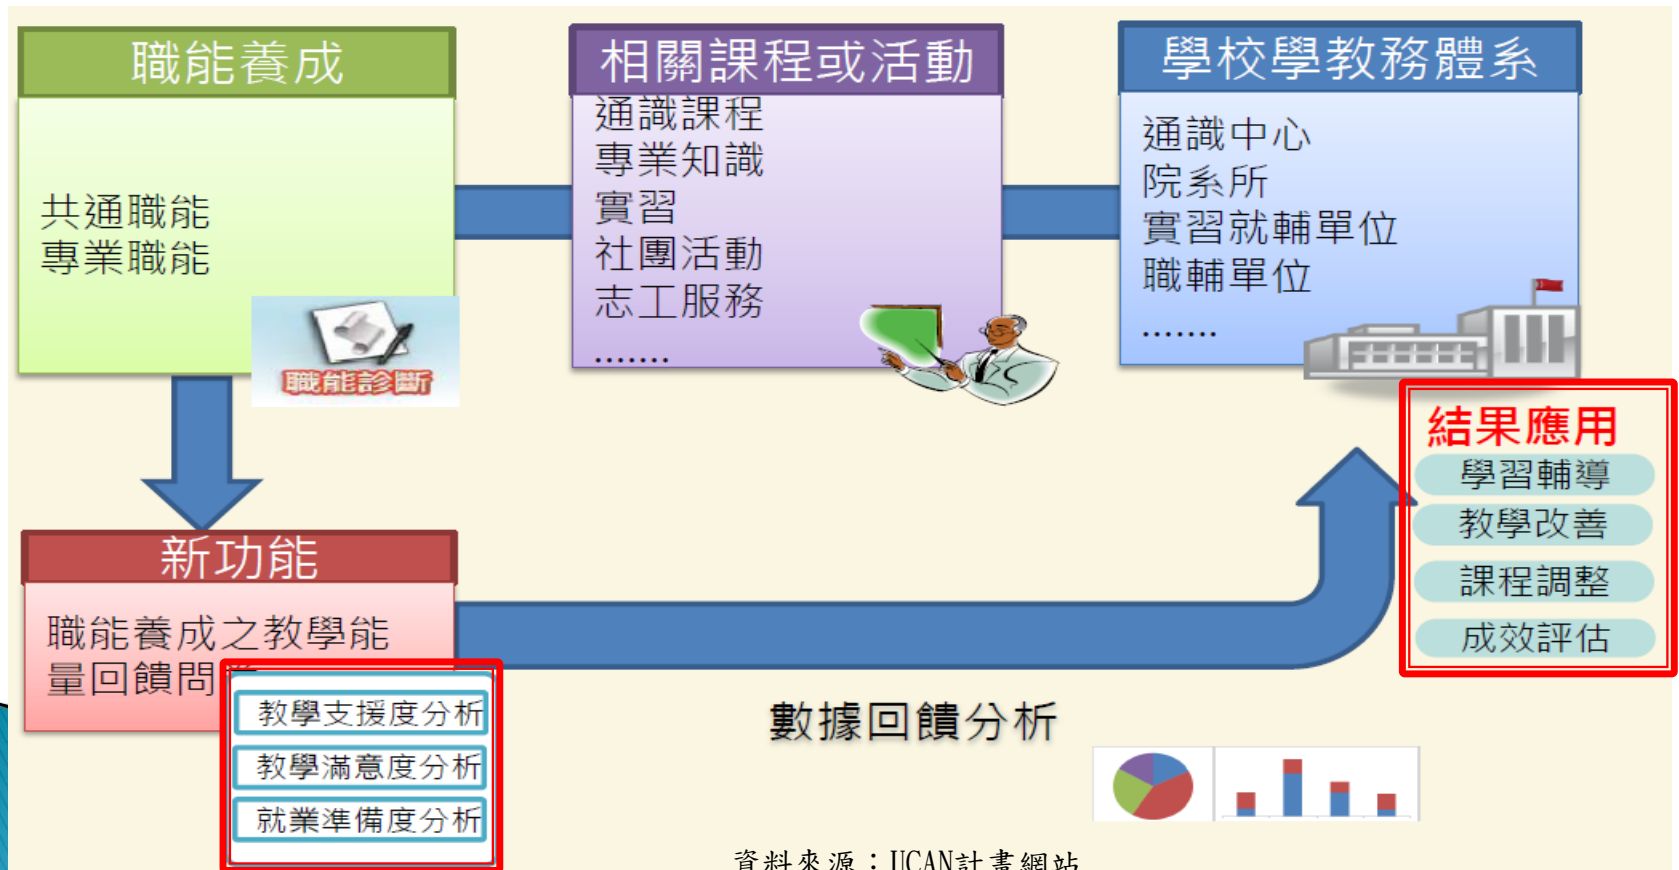 職能養成
共通職能
專業職能
職能診斷
相關課程或活動
通識課程
專業知識
實習
社團活動
志工服務
.......
學校學教務體系
通識中心
院系所
實習就輔單位
職輔單位
.......
結果應用
學習輔導
教學改善
課程調整
成效評估
新功能
職能養成之教學能
量回饋問
教學支援度分析
教學滿意度分析
就業準備度分析
數據回饋分析
資料來源：UCAN計畫網站